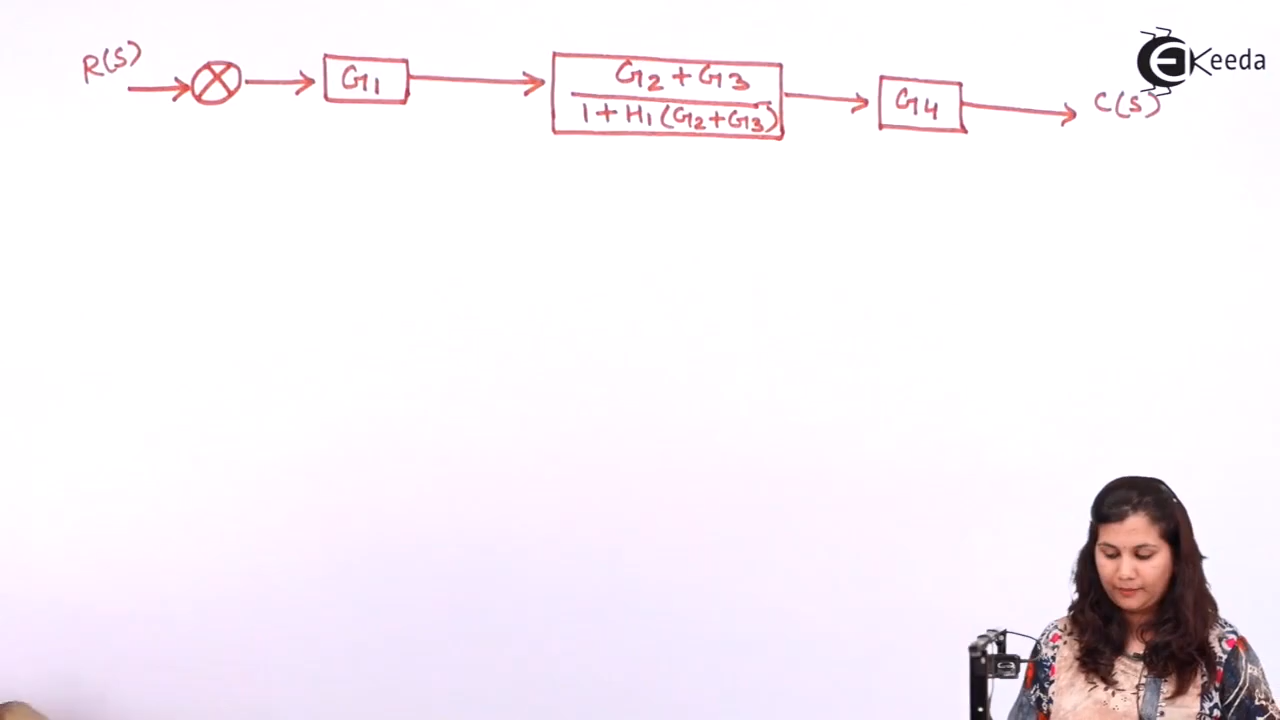 R(S)
G1
G2 + G3
1 + H1 (G2+G3)
G4
C(S)
EKeeda